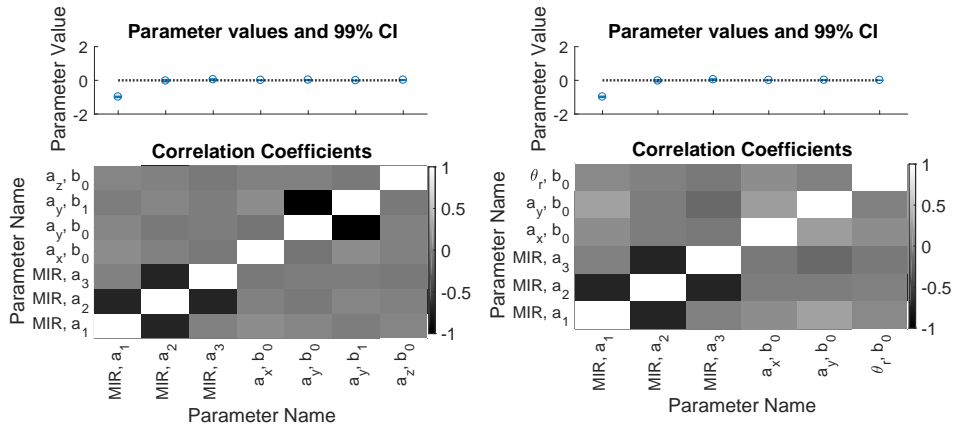 Parameter values and 99% CI
Parameter Value
2
0
-2
Correlation Coefficients
Parameter Name
a_z, b_0
a_y, b_1
a_y, b_0
a_x, b_0
MIR, a_3
MIR, a_2
MIR, a_1
1
0.5
0
-0.5
-1
MIR, a_1
MIR, a_2
MIR, a_3
a_x, b_0
a_y, b_0
a_y, b_1
a_z, b_0
Parameter Name
Parameter values and 99% CI
Parameter Value
2
0
-2
Correlation Coefficients
Parameter Name
θ_r, b_0
a_y, b_0
a_x, b_0
MIR, a_3
MIR, a_2
MIR, a_1
1
0.5
0
-0.5
-1
MIR, a_1
MIR, a_2
MIR, a_3
a_x, b_0
a_y, b_0
θ_r, b_0
Parameter Name